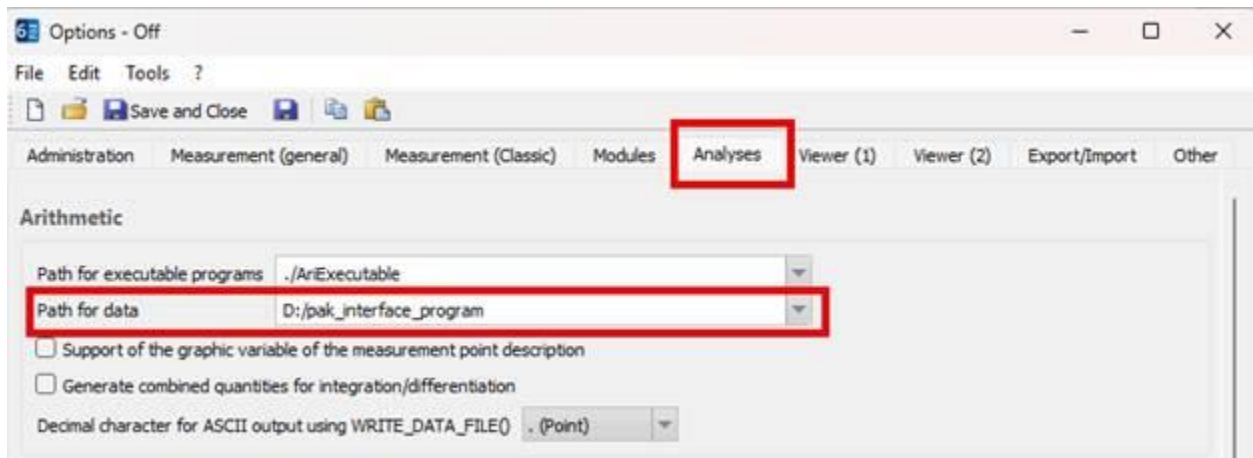 Options - Off
File Edit Tools ?
Save and Close
Administration Measurement (general) Measurement (Classic) Modules Analyses Viewer (1) Viewer (2) Export/Import Other
Arithmetic
Path for executable programs ./AriExecutable
Path for data D:/pak_interface_program
Support of the graphic variable of the measurement point description
Generate combined quantities for integration/differentiation
Decimal character for ASCII output using WRITE_DATA_FILE() . (Point)